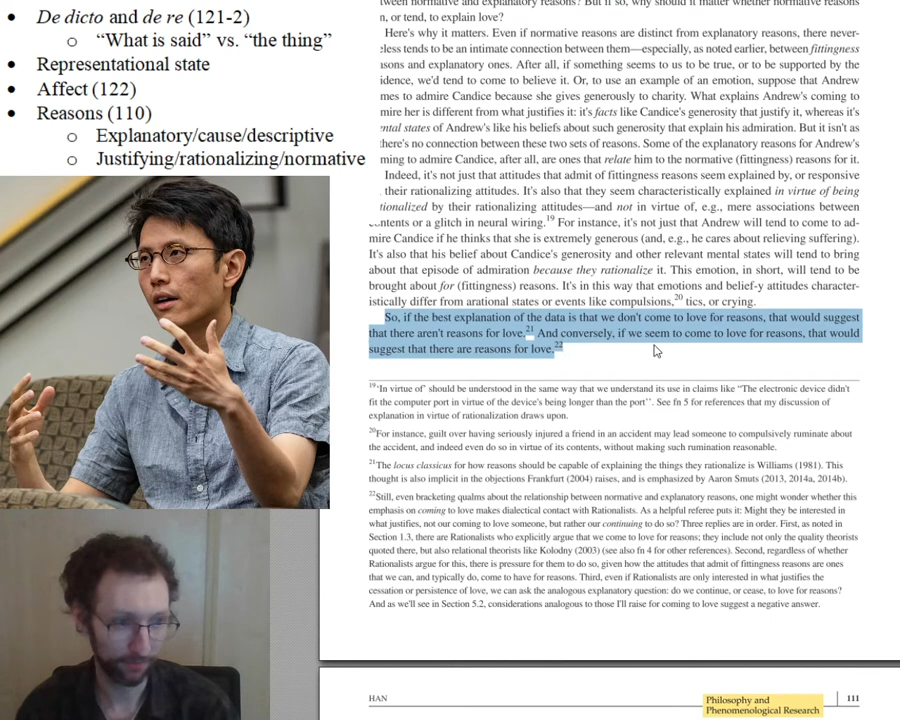 De dicto and de re (121-2)
“What is said” vs. “the thing”
Representational state
Affect (122)
Reasons (110)
Explanatory/cause/descriptive
Justifying/rationalizing/normative
normative and explanatory reasons? But if so, why should it matter whether normative reasons
n, or tend, to explain love?
Here's why it matters. Even if normative reasons are distinct from explanatory reasons, there never-
eless tends to be an intimate connection between them—especially, as noted earlier, between fittingness
asons and explanatory ones. After all, if something seems to us to be true, or to be supported by the
idence, we'd tend to come to believe it. Or, to use an example of an emotion, suppose that Andrew
mes to admire Candice because she gives generously to charity. What explains Andrew's coming to
mire her is different from what justifies it: it's facts like Candice's generosity that justify it, whereas it's
ental states of Andrew's like his beliefs about such generosity that explain his admiration. But it isn't as
there's no connection between these two sets of reasons. Some of the explanatory reasons for Andrew's
ming to admire Candice, after all, are ones that relate him to the normative (fittingness) reasons for it.
Indeed, it's not just that attitudes that admit of fittingness reasons seem explained by, or responsive
their rationalizing attitudes. It's also that they seem characteristically explained in virtue of being
tionalized by their rationalizing attitudes—and not in virtue of, e.g., mere associations between
ontents or a glitch in neural wiring.19 For instance, it's not just that Andrew will tend to come to ad-
mire Candice if he thinks that she is extremely generous (and, e.g., he cares about relieving suffering).
It's also that his belief about Candice's generosity and other relevant mental states will tend to bring
about that episode of admiration because they rationalize it. This emotion, in short, will tend to be
brought about for (fittingness) reasons. It's in this way that emotions and belief-y attitudes character-
istically differ from arational states or events like compulsions,20 tics, or crying.
So, if the best explanation of the data is that we don't come to love for reasons, that would suggest
that there aren't reasons for love.21 And conversely, if we seem to come to love for reasons, that would
suggest that there are reasons for love.22
19‘In virtue of’ should be understood in the same way that we understand its use in claims like “The electronic device didn't
fit the computer port in virtue of the device's being longer than the port’’. See fn 5 for references that my discussion of
explanation in virtue of rationalization draws upon.
20For instance, guilt over having seriously injured a friend in an accident may lead someone to compulsively ruminate about
the accident, and indeed even do so in virtue of its contents, without making such rumination reasonable.
21The locus classicus for how reasons should be capable of explaining the things they rationalize is Williams (1981). This
thought is also implicit in the objections Frankfurt (2004) raises, and is emphasized by Aaron Smuts (2013, 2014a, 2014b).
22Still, even bracketing qualms about the relationship between normative and explanatory reasons, one might wonder whether this
emphasis on coming to love makes dialectical contact with Rationalists. As a helpful referee puts it: Might they be interested in
what justifies, not our coming to love someone, but rather our continuing to do so? Three replies are in order. First, as noted in
Section 1.3, there are Rationalists who explicitly argue that we come to love for reasons; they include not only the quality theorists
quoted there, but also relational theorists like Kolodny (2003) (see also fn 4 for other references). Second, regardless of whether
Rationalists argue for this, there is pressure for them to do so, given how the attitudes that admit of fittingness reasons are ones
that we can, and typically do, come to have for reasons. Third, even if Rationalists are only interested in what justifies the
cessation or persistence of love, we can ask the analogous explanatory question: do we continue, or cease, to love for reasons?
And as we'll see in Section 5.2, considerations analogous to those I'll raise for coming to love suggest a negative answer.
HAN
Philosophy and
Phenomenological Research
111